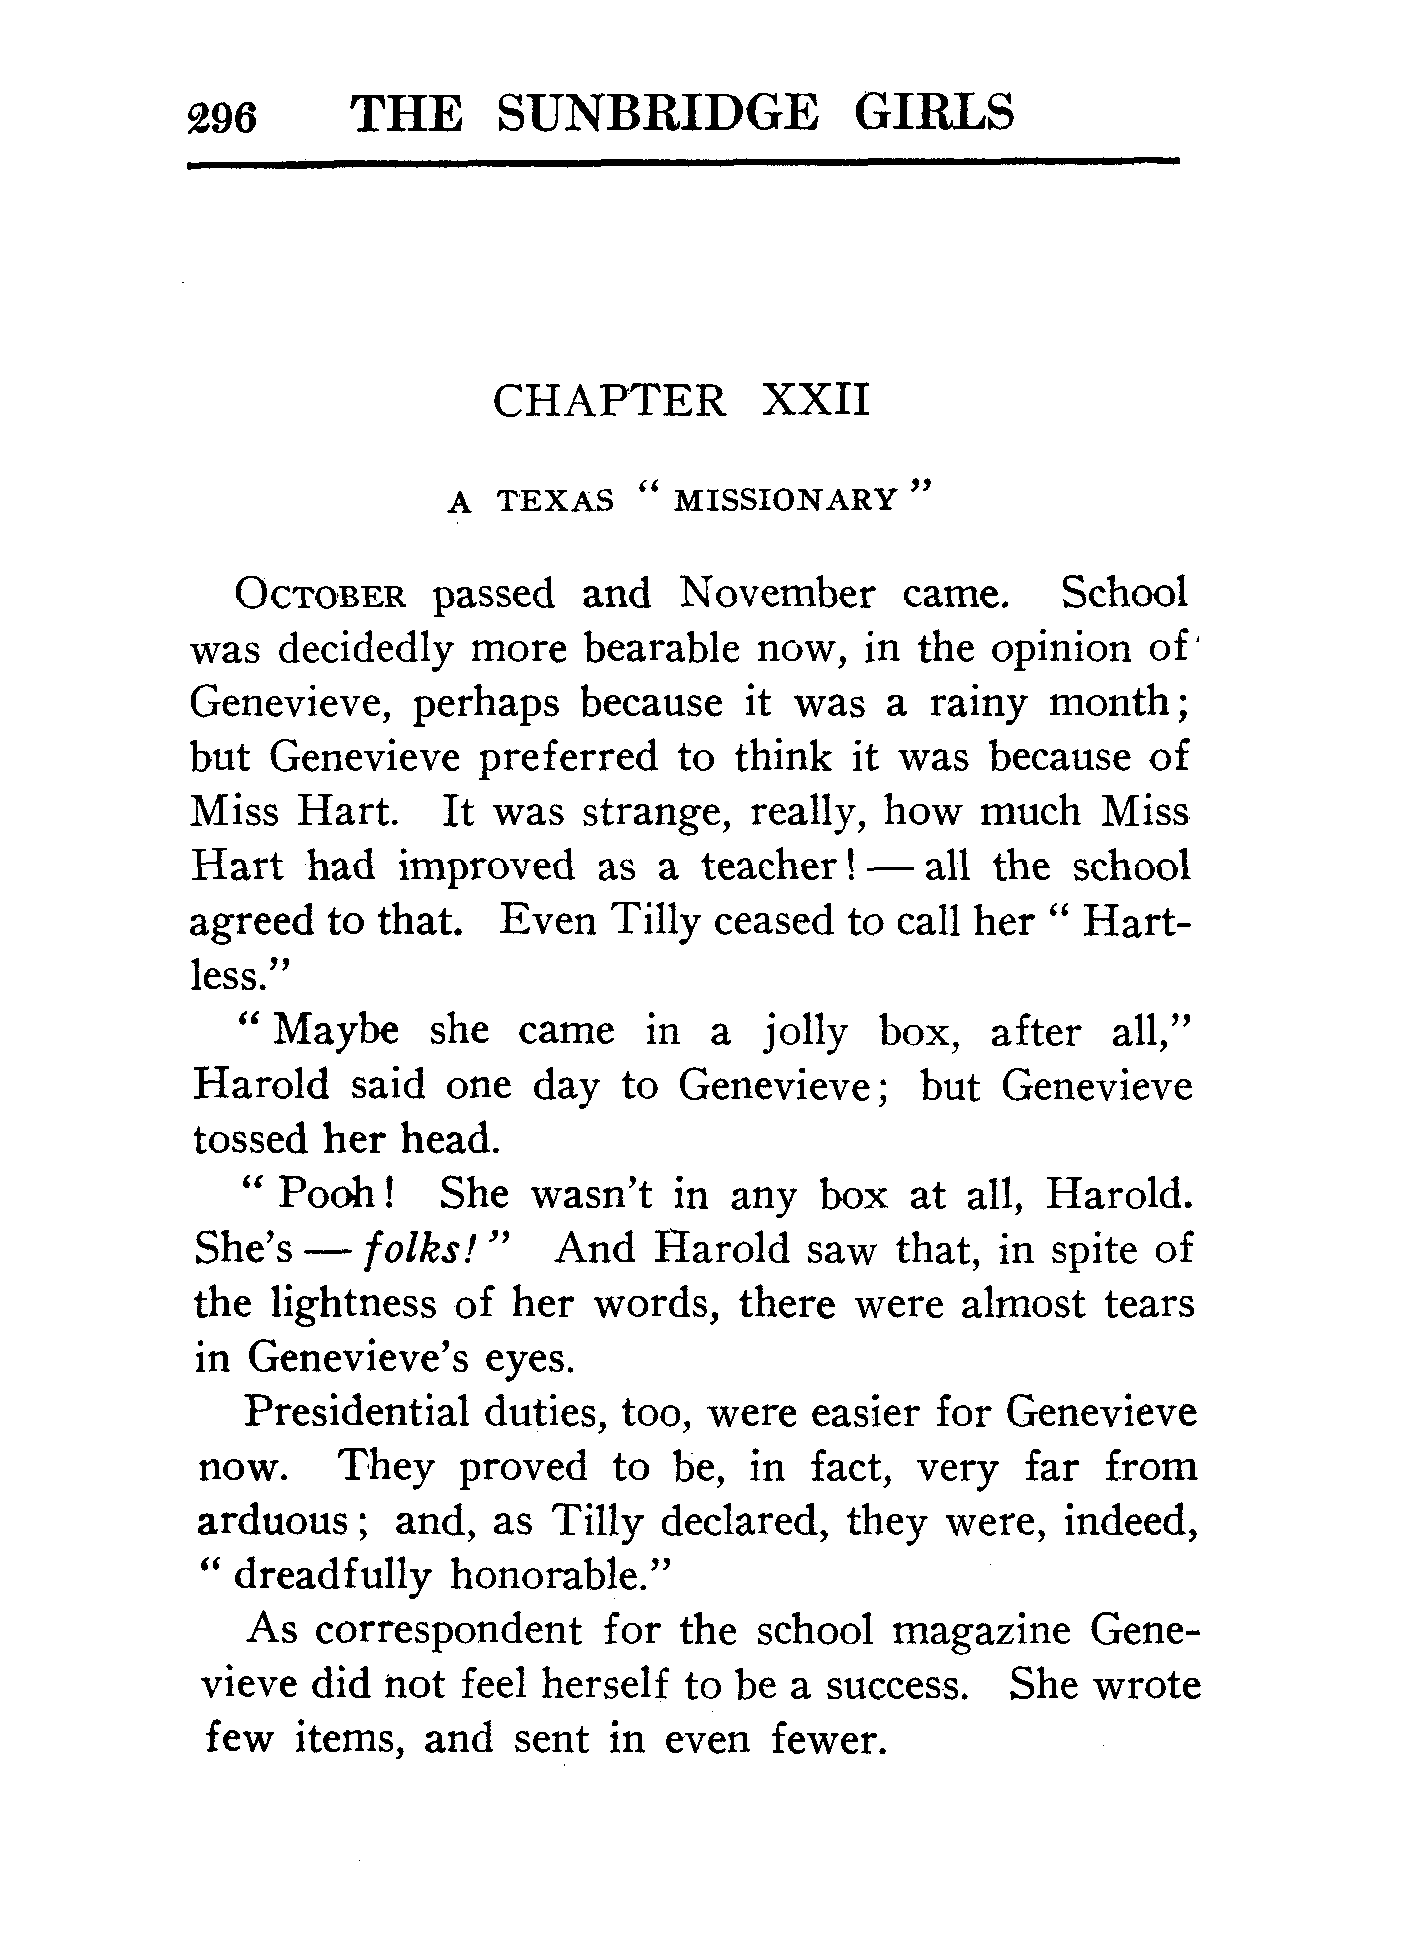 296 THE SUNBRIDGE GIRLS
CHAPTER XXII
A TEXAS “ MISSIONARY ”
OCTOBER passed and November came. School
was decidedly more bearable now, in the opinion of
Genevieve, perhaps because it was a rainy month;
but Genevieve preferred to think it was because of
Miss Hart. It was strange, really, how much Miss
Hart had improved as a teacher! — all the school
agreed to that. Even Tilly ceased to call her “ Hart-
less.”
“ Maybe she came in a jolly box, after all,”
Harold said one day to Genevieve; but Genevieve
tossed her head.
“ Pooh! She wasn’t in any box at all, Harold.
She’s — folks! ” And Harold saw that, in spite of
the lightness of her words, there were almost tears
in Genevieve’s eyes.
Presidential duties, too, were easier for Genevieve
now. They proved to be, in fact, very far from
arduous; and, as Tilly declared, they were, indeed,
“ dreadfully honorable.”
As correspondent for the school magazine Gene-
vieve did not feel herself to be a success. She wrote
few items, and sent in even fewer.